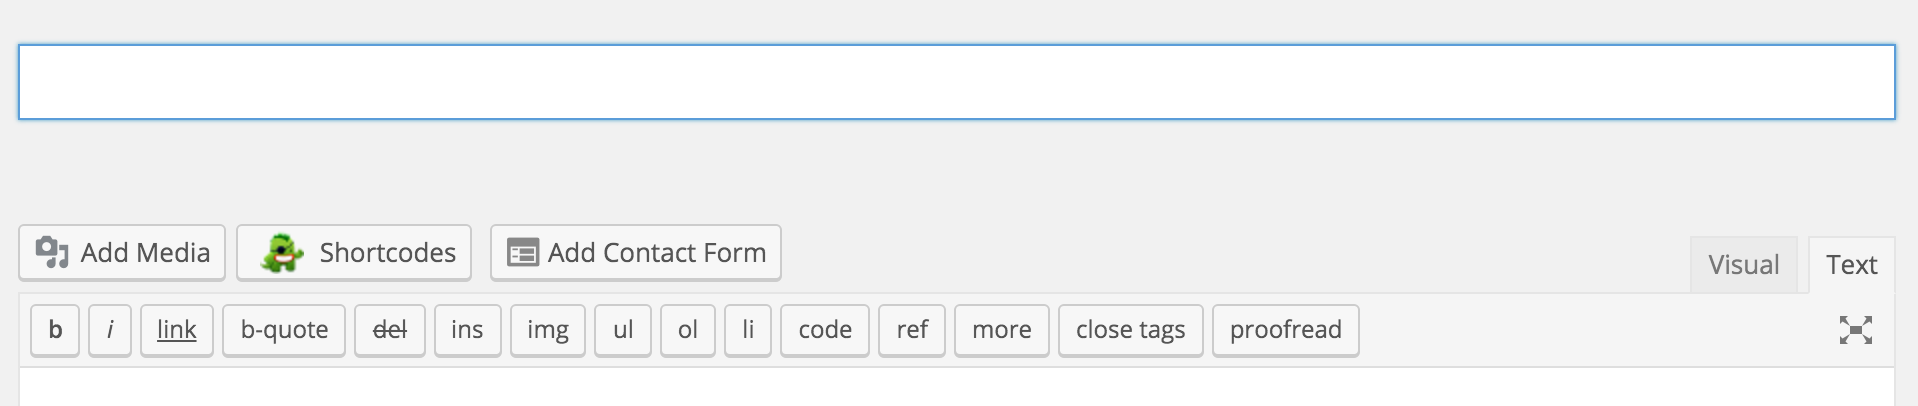 Add Media Shortcodes Add Contact Form Visual Text
b i link b-quote del ins img ul ol li code ref more close tags proofread